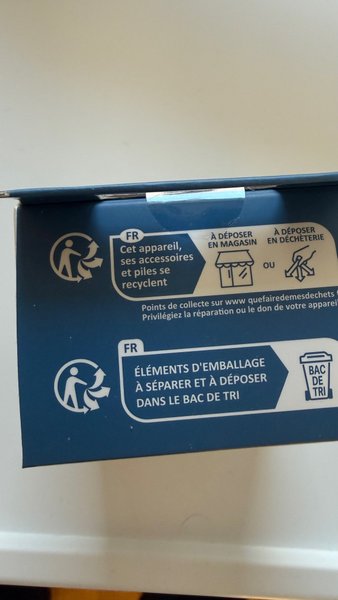 FR
Cet appareil,
ses accessoires
et piles se
recyclent
À DÉPOSER
EN MAGASIN
OU
À DÉPOSER
EN DÉCHÈTERIE
Points de collecte sur www quefairedemesdechets
Privilégiez la réparation ou le don de votre appareil
FR
ÉLÉMENTS D'EMBALLAGE
À SÉPARER ET À DÉPOSER
DANS LE BAC DE TRI
BAC
DE
TRI